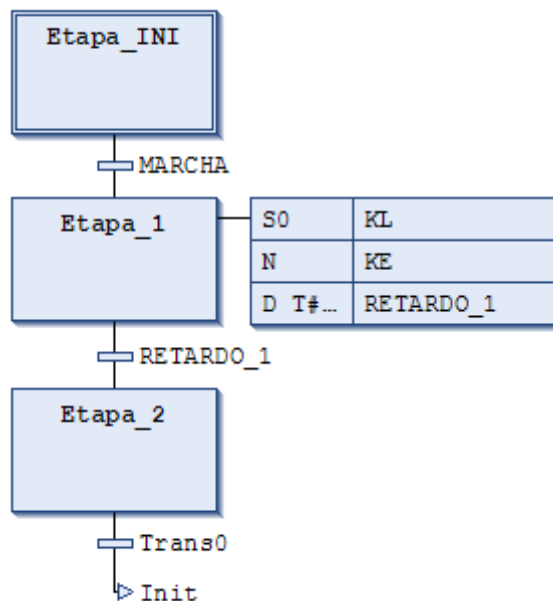 Etapa_INI
MARCHA
Etapa_1
S0 KL
N KE
D T#... RETARDO_1
RETARDO_1
Etapa_2
Trans0
Init